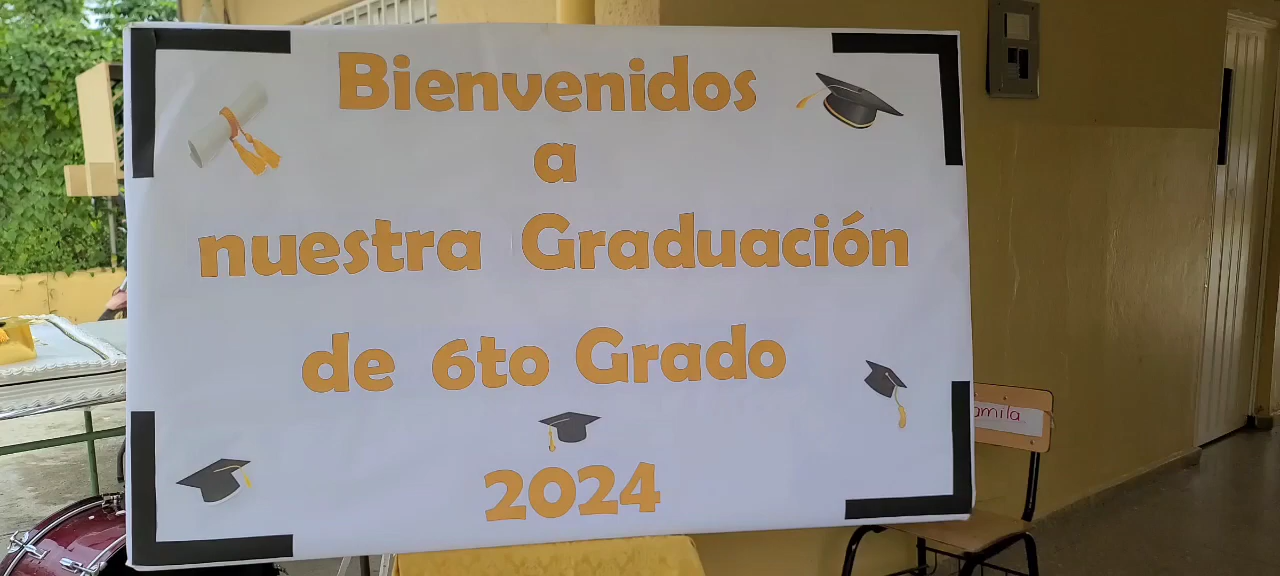 Bienvenidos
a
nuestra Graduación
de 6to Grado
2024